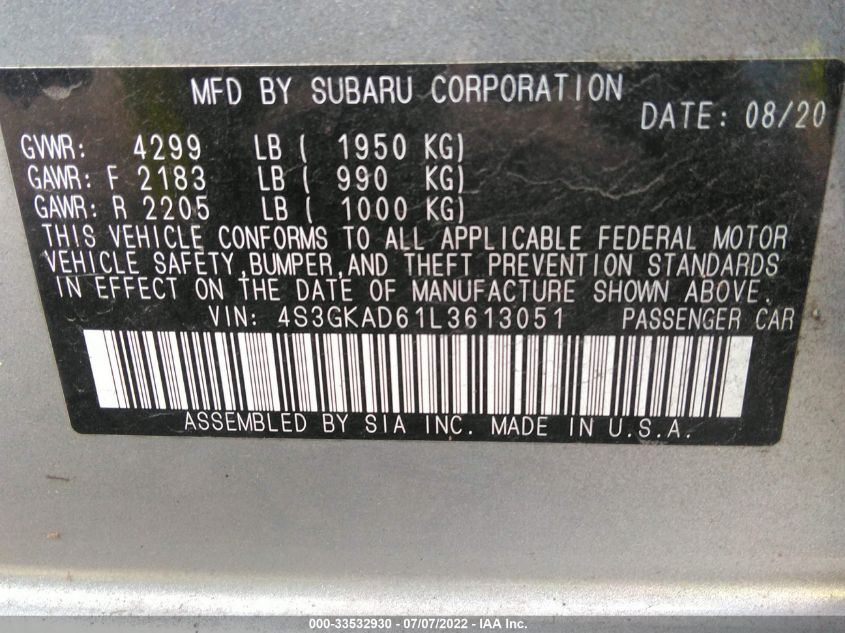 MFD BY SUBARU CORPORATION
DATE: 08/20
GVWR: 4299 LB ( 1950 KG)
GAWR: F 2183 LB ( 990 KG)
GAWR: R 2205 LB ( 1000 KG)
THIS VEHICLE CONFORMS TO ALL APPLICABLE FEDERAL MOTOR
VEHICLE SAFETY,BUMPER,AND THEFT PREVENTION STANDARDS
IN EFFECT ON THE DATE OF MANUFACTURE SHOWN ABOVE.
VIN: 4S3GKAD61L3613051 PASSENGER CAR
ASSEMBLED BY SIA INC. MADE IN U.S.A.
000-33532930 - 07/07/2022 - IAA Inc.